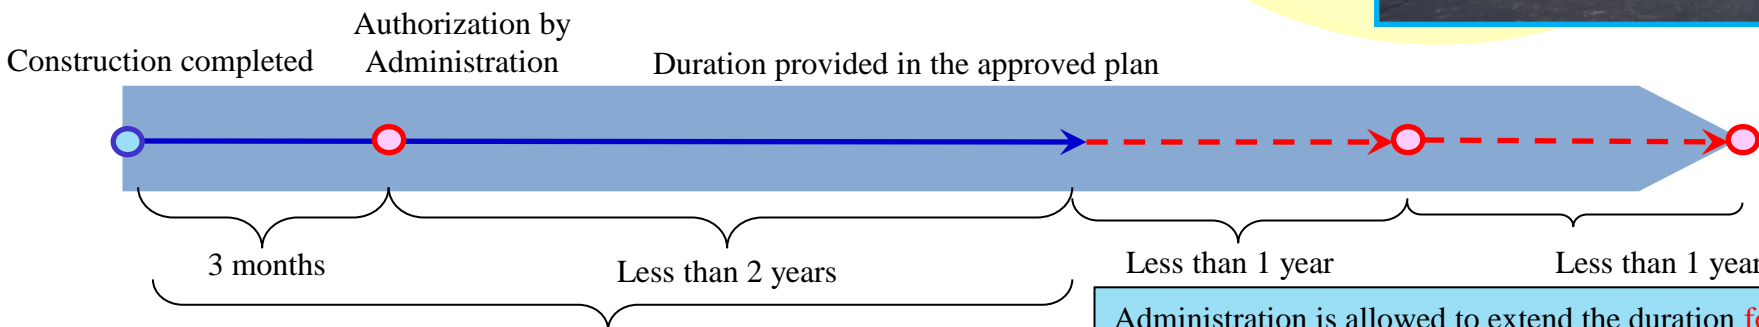 Authorization by
Administration
Construction completed
Duration provided in the approved plan
3 months
Less than 2 years
Less than 1 year
Less than 1 year
Administration is allowed to extend the duration